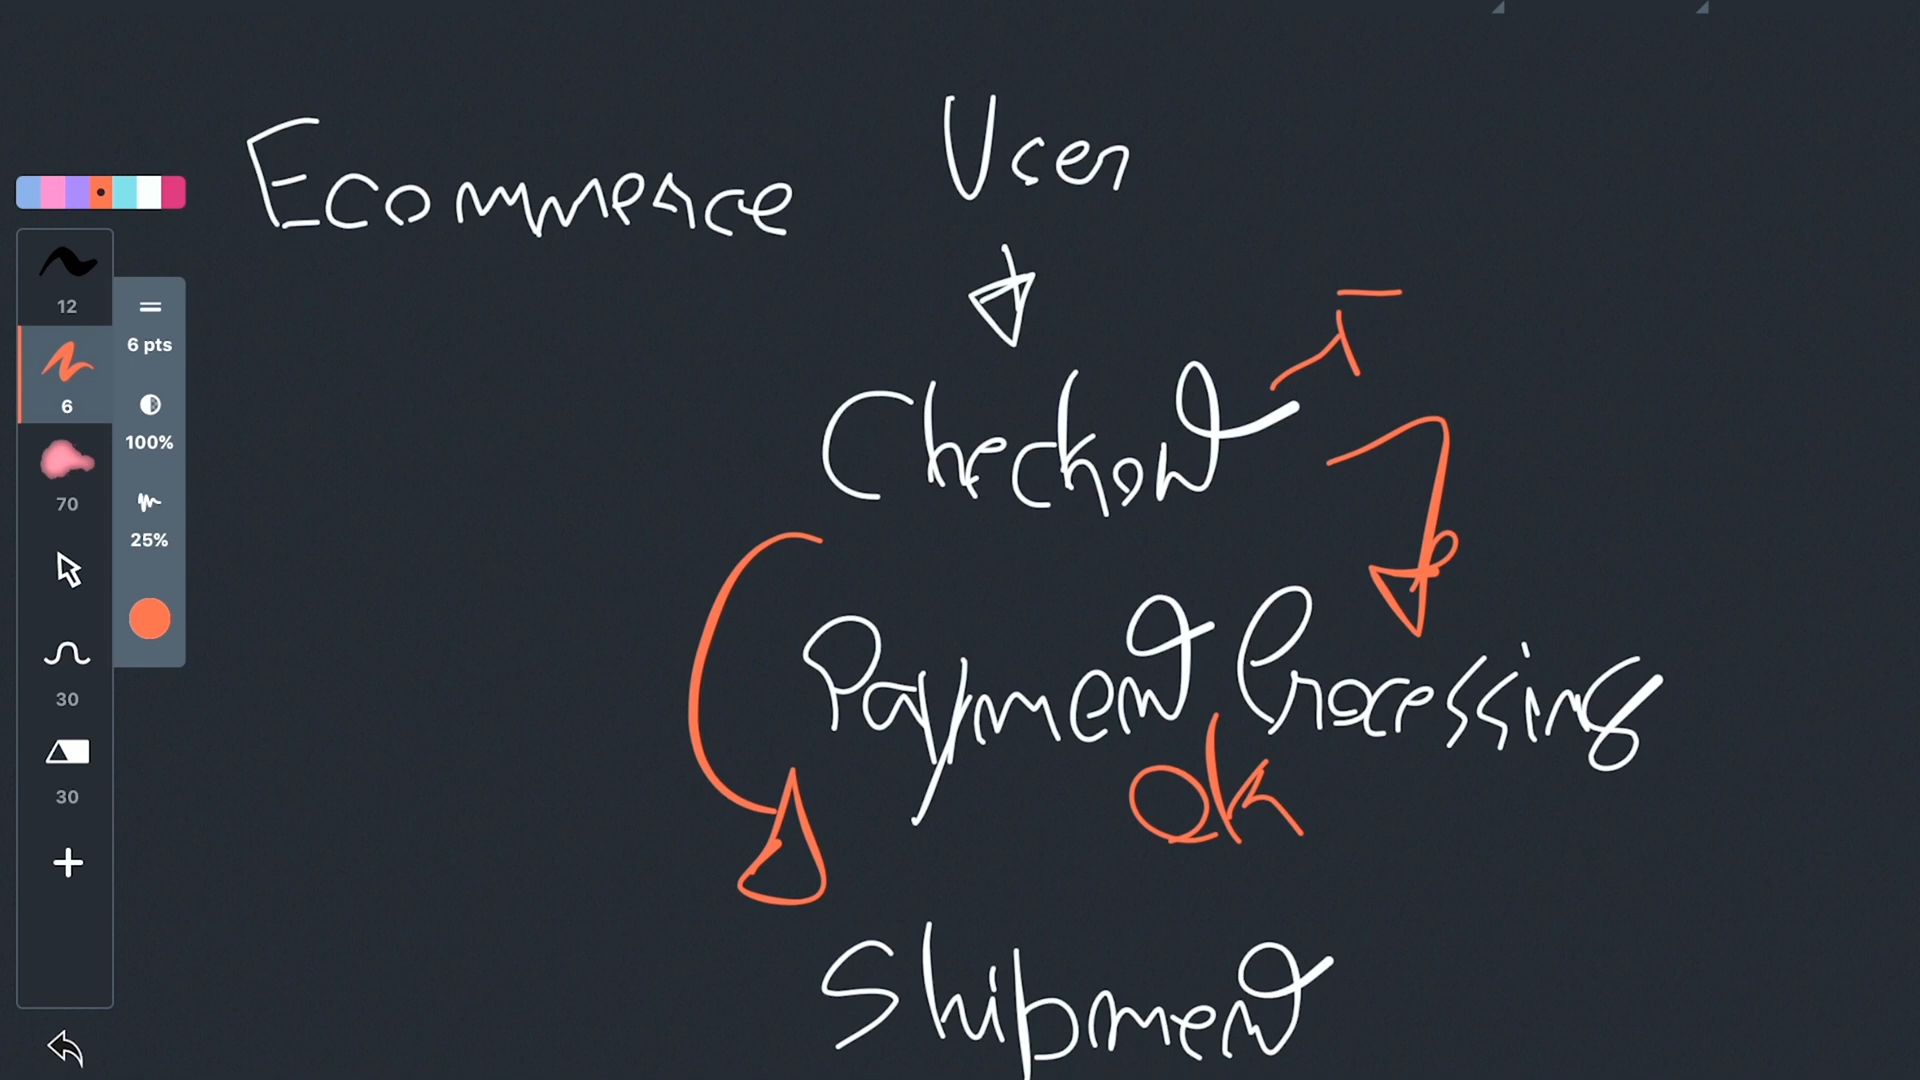 Ecommerce
User
Checkout
Payment Processing
ok
Shipment
12
6
70
30
30
6 pts
100%
25%